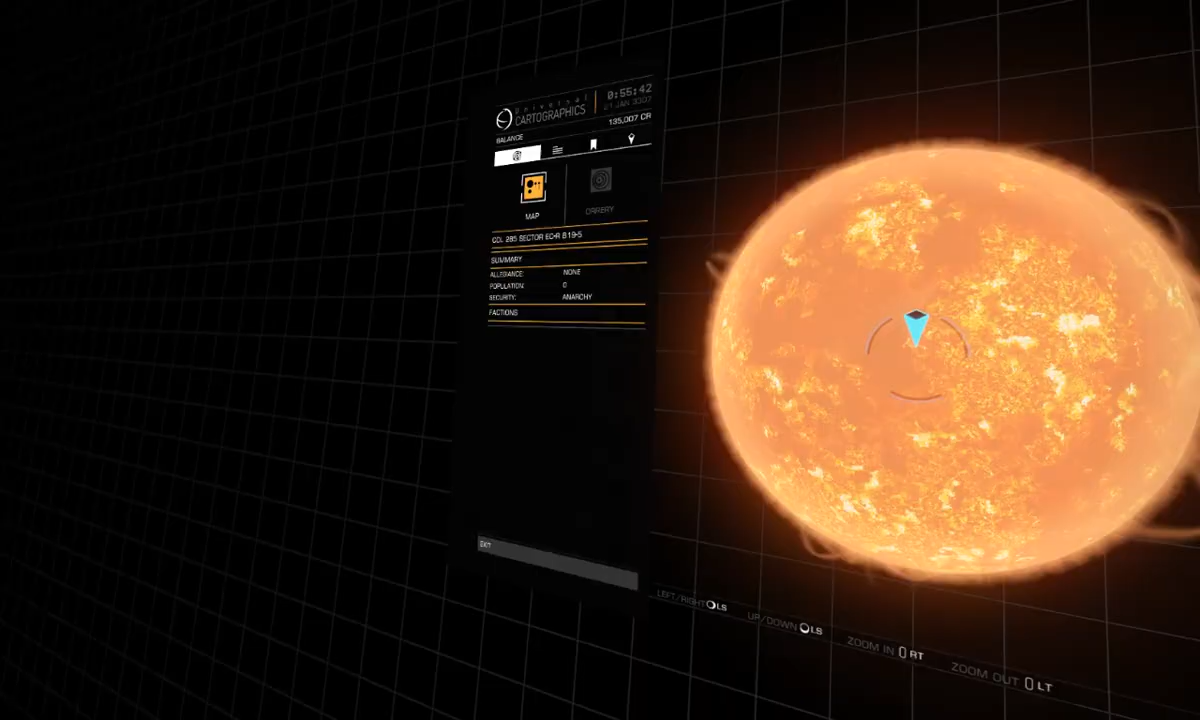 Universal
CARTOGRAPHICS
0:55:42
21 JAN 3307
BALANCE
135,007 CR
MAP
ORRERY
COL 285 SECTOR EC-R B19-5
SUMMARY
ALLEGIANCE: NONE
POPULATION: 0
SECURITY: ANARCHY
FACTIONS
EXIT
LEFT/RIGHT LS
UP/DOWN LS
ZOOM IN RT
ZOOM OUT LT